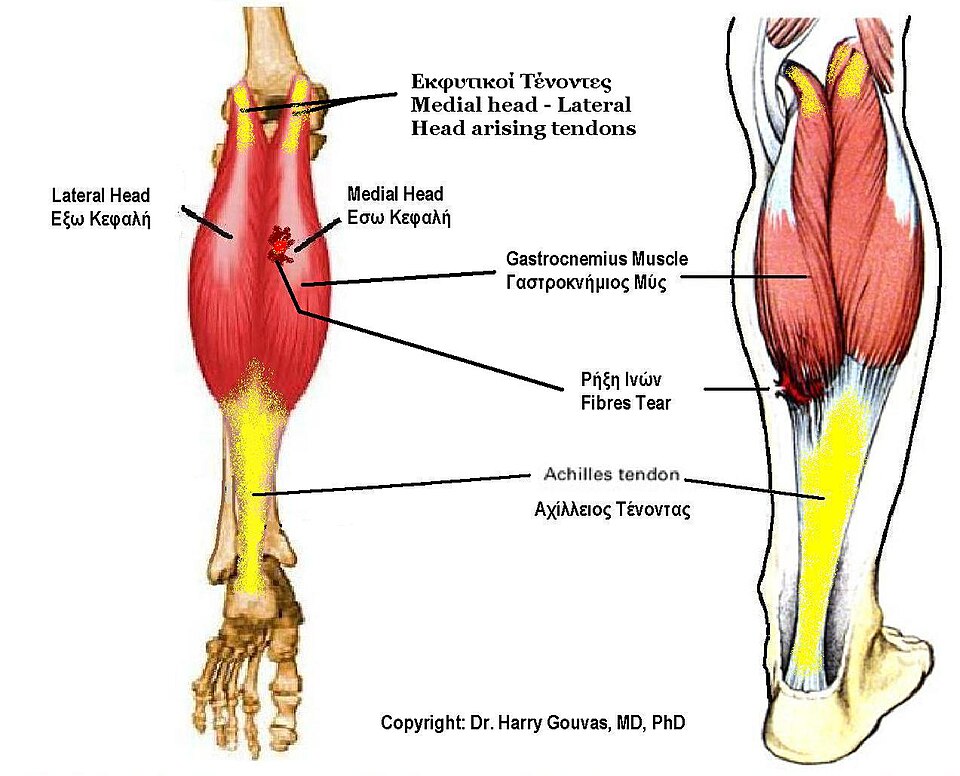 Εκφυτικοί Τένοντες
Medial head - Lateral
Head arising tendons
Lateral Head
Εξω Κεφαλή
Medial Head
Εσω Κεφαλή
Gastrocnemius Muscle
Γαστροκνήμιος Μύς
Ρήξη Ινών
Fibres Tear
Achilles tendon
Αχίλλειος Τένοντας
Copyright: Dr. Harry Gouvas, MD, PhD